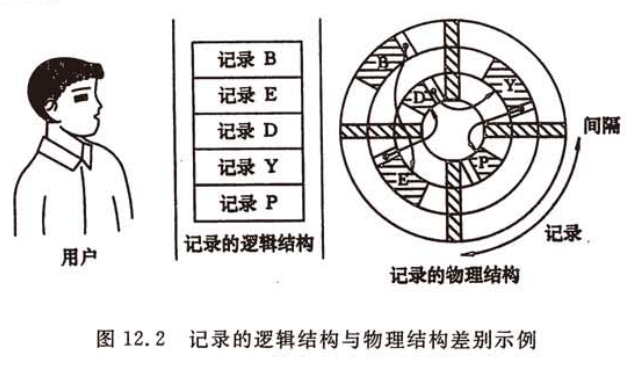 记录 B
记录 E
记录 D
记录 Y
记录 P
用户
记录的逻辑结构
B
Y
D
E
P
间隔
记录
记录的物理结构
图 12.2 记录的逻辑结构与物理结构差别示例